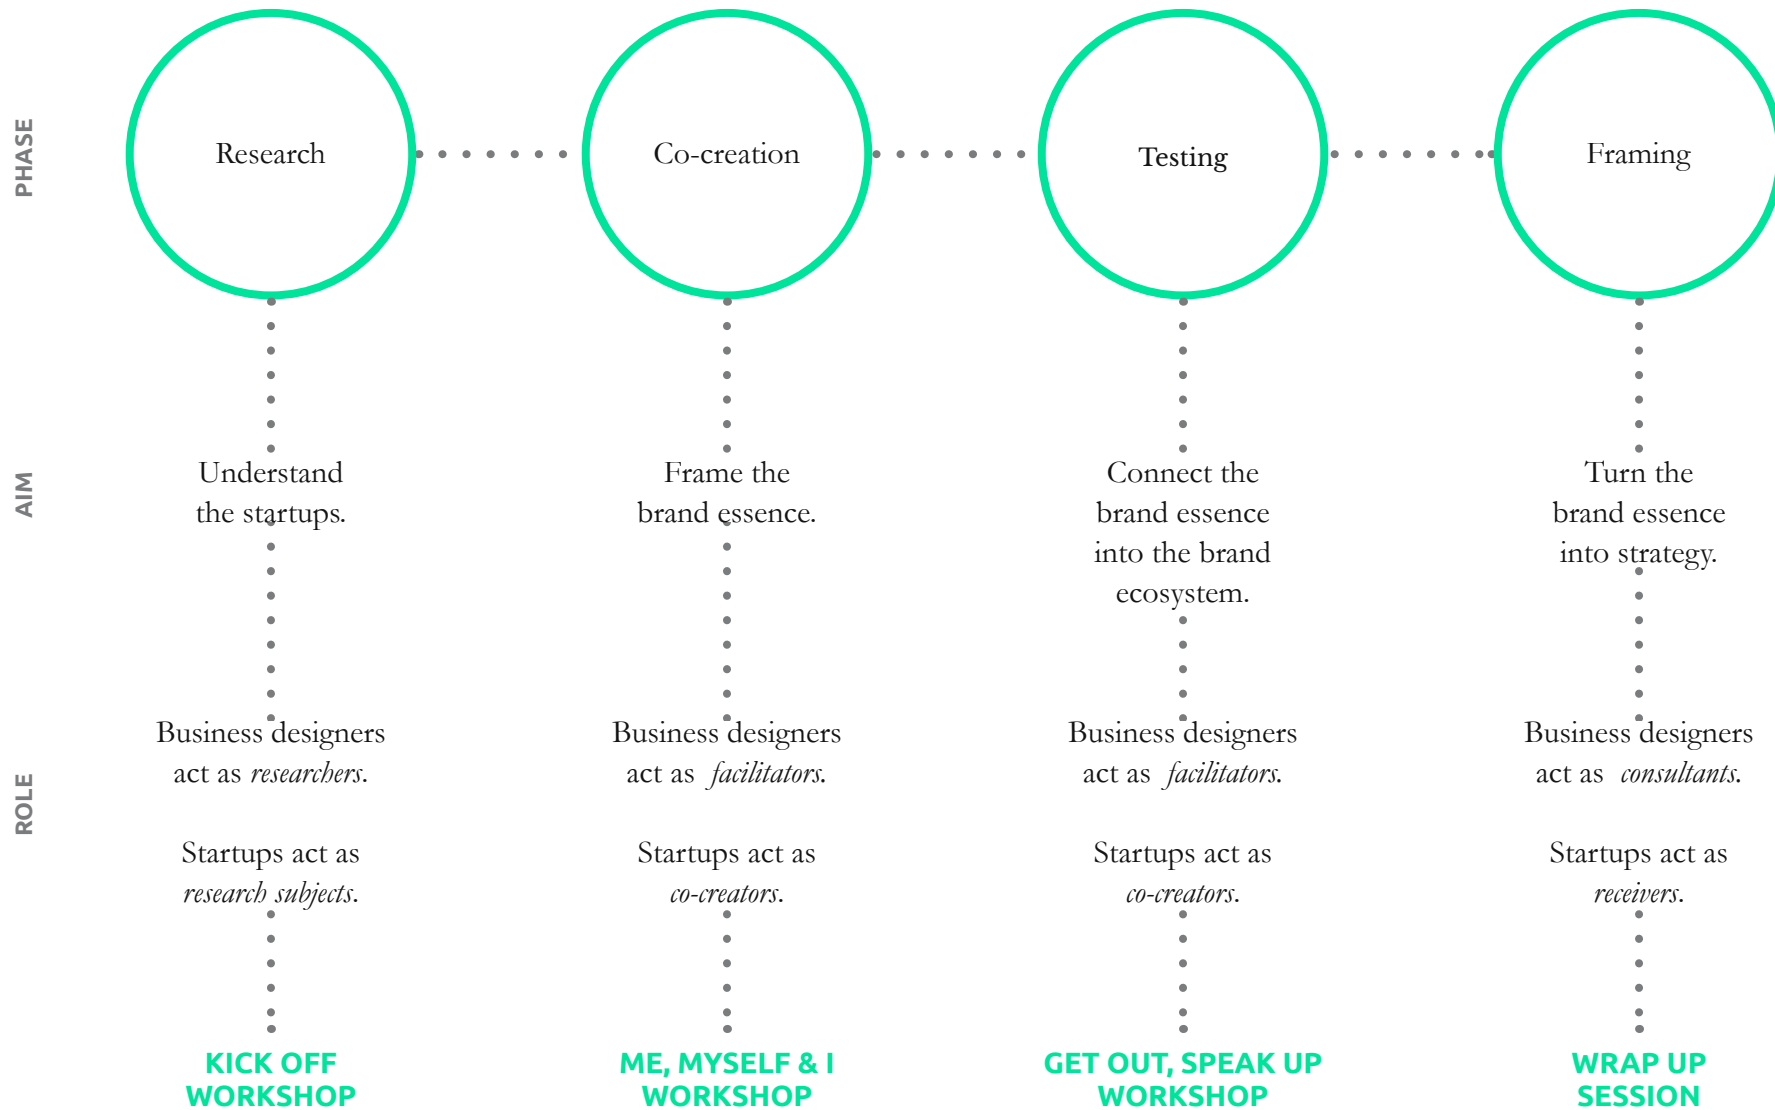 PHASE
Research
Co-creation
Testing
Framing
AIM
Understand
the startups.
Frame the
brand essence.
Connect the
brand essence
into the brand
ecosystem.
Turn the
brand essence
into strategy.
ROLE
Business designers
act as researchers.
Startups act as
research subjects.
Business designers
act as facilitators.
Startups act as
co-creators.
Business designers
act as facilitators.
Startups act as
co-creators.
Business designers
act as consultants.
Startups act as
receivers.
KICK OFF
WORKSHOP
ME, MYSELF & I
WORKSHOP
GET OUT, SPEAK UP
WORKSHOP
WRAP UP
SESSION